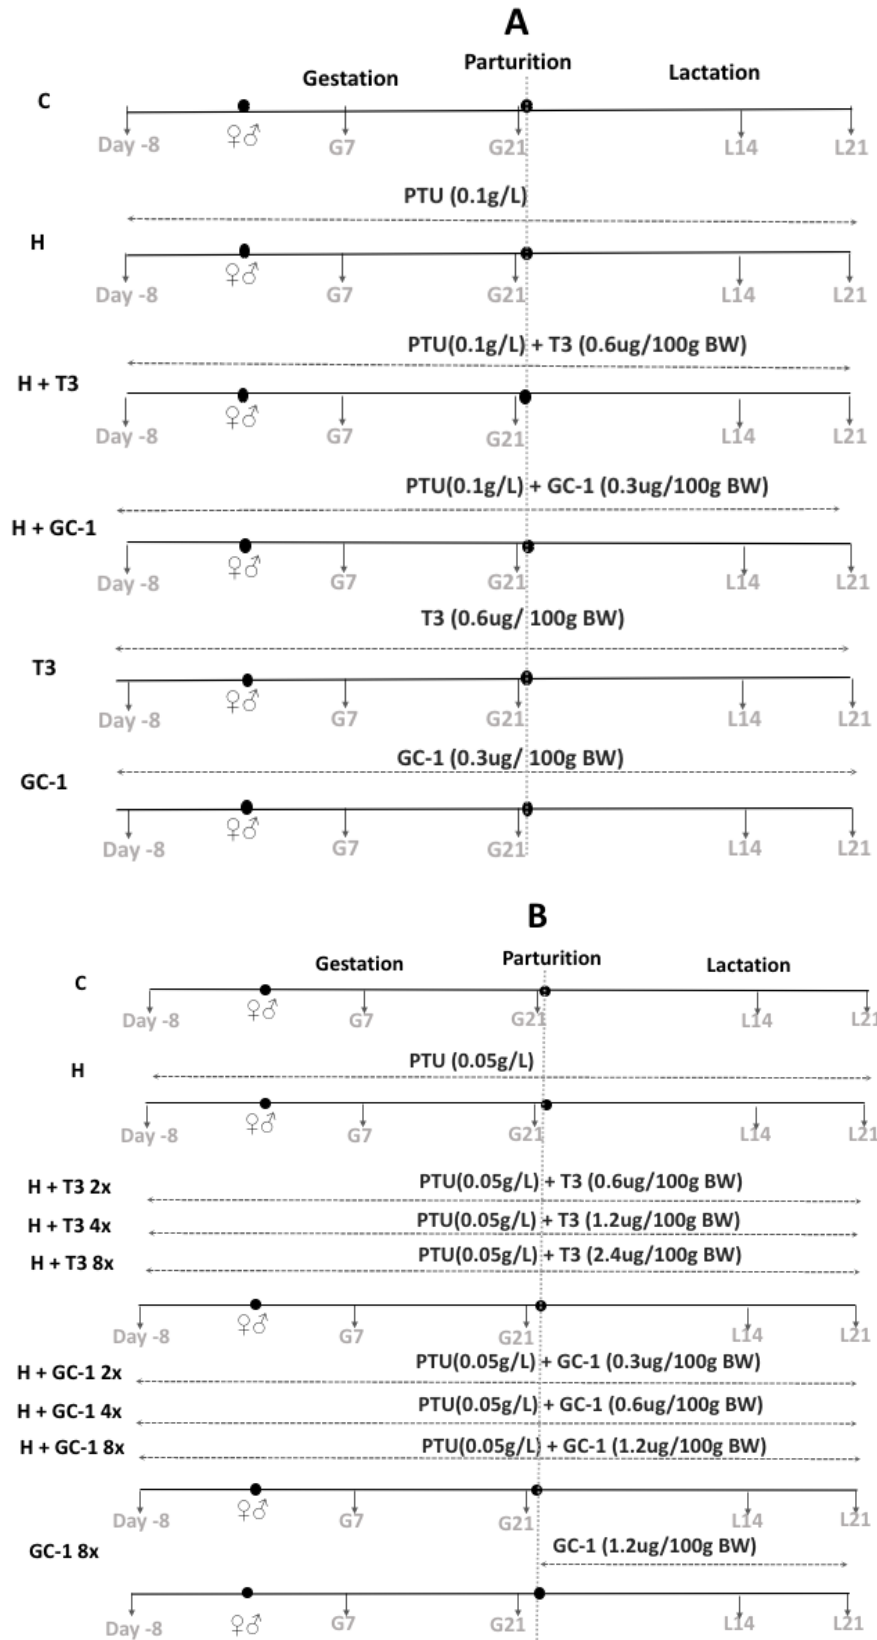 A
Gestation Parturition Lactation
C
Day -8 ♀♂ G7 G21 L14 L21
PTU (0.1g/L)
H
Day -8 ♀♂ G7 G21 L14 L21
PTU(0.1g/L) + T3 (0.6ug/100g BW)
H + T3
Day -8 ♀♂ G7 G21 L14 L21
PTU(0.1g/L) + GC-1 (0.3ug/100g BW)
H + GC-1
Day -8 ♀♂ G7 G21 L14 L21
T3 (0.6ug/ 100g BW)
T3
Day -8 ♀♂ G7 G21 L14 L21
GC-1 (0.3ug/ 100g BW)
GC-1
Day -8 ♀♂ G7 G21 L14 L21
B
Gestation Parturition Lactation
C
Day -8 ♀♂ G7 G21 L14 L21
PTU (0.05g/L)
H
Day -8 ♀♂ G7 G21 L14 L21
H + T3 2x PTU(0.05g/L) + T3 (0.6ug/100g BW)
H + T3 4x PTU(0.05g/L) + T3 (1.2ug/100g BW)
H + T3 8x PTU(0.05g/L) + T3 (2.4ug/100g BW)
Day -8 ♀♂ G7 G21 L14 L21
H + GC-1 2x PTU(0.05g/L) + GC-1 (0.3ug/100g BW)
H + GC-1 4x PTU(0.05g/L) + GC-1 (0.6ug/100g BW)
H + GC-1 8x PTU(0.05g/L) + GC-1 (1.2ug/100g BW)
Day -8 ♀♂ G7 G21 L14 L21
GC-1 8x GC-1 (1.2ug/100g BW)
Day -8 ♀♂ G7 G21 L14 L21